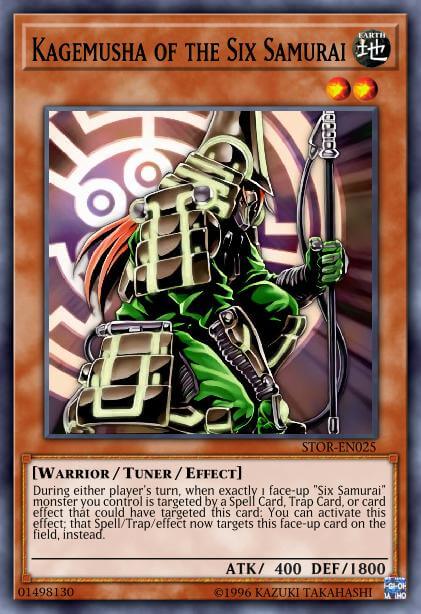 KAGEMUSHA OF THE SIX SAMURAI
EARTH
地
STOR-EN025
[WARRIOR / TUNER / EFFECT]
During either player's turn, when exactly 1 face-up "Six Samurai"
monster you control is targeted by a Spell Card, Trap Card, or card
effect that could have targeted this card: You can activate this
effect; that Spell/Trap/effect now targets this face-up card on the
field, instead.
ATK/ 400 DEF/1800
01498130
©1996 KAZUKI TAKAHASHI